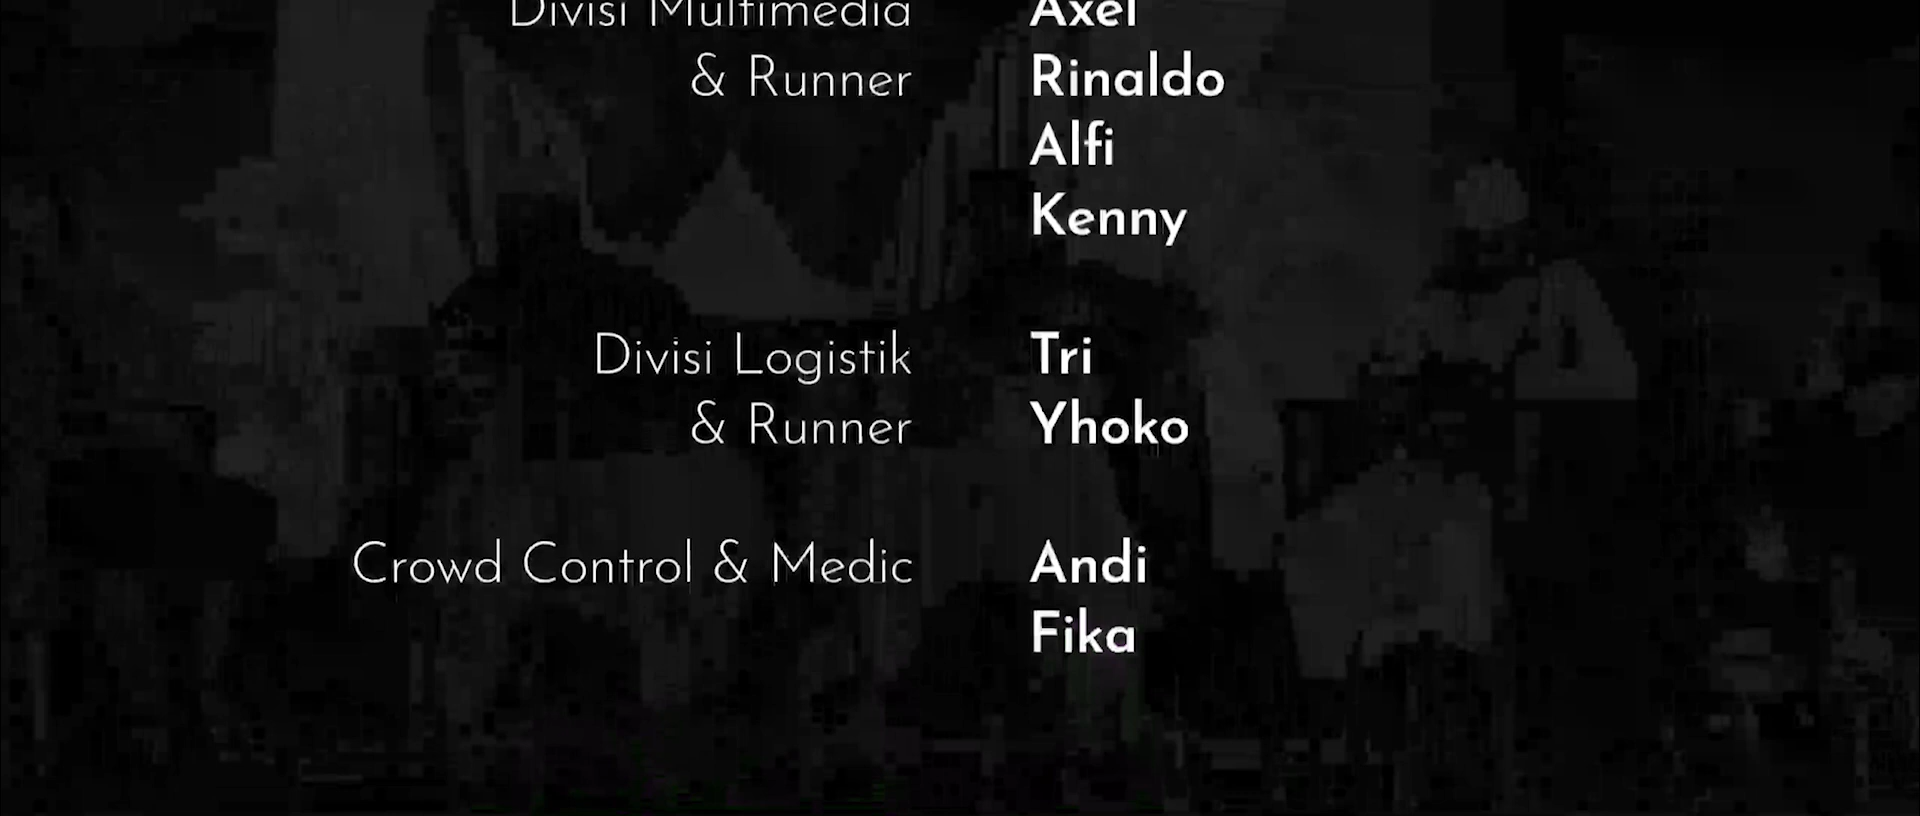 Divisi Multimedia Axel
& Runner Rinaldo
Alfi
Kenny
Divisi Logistik Tri
& Runner Yhoko
Crowd Control & Medic Andi
Fika